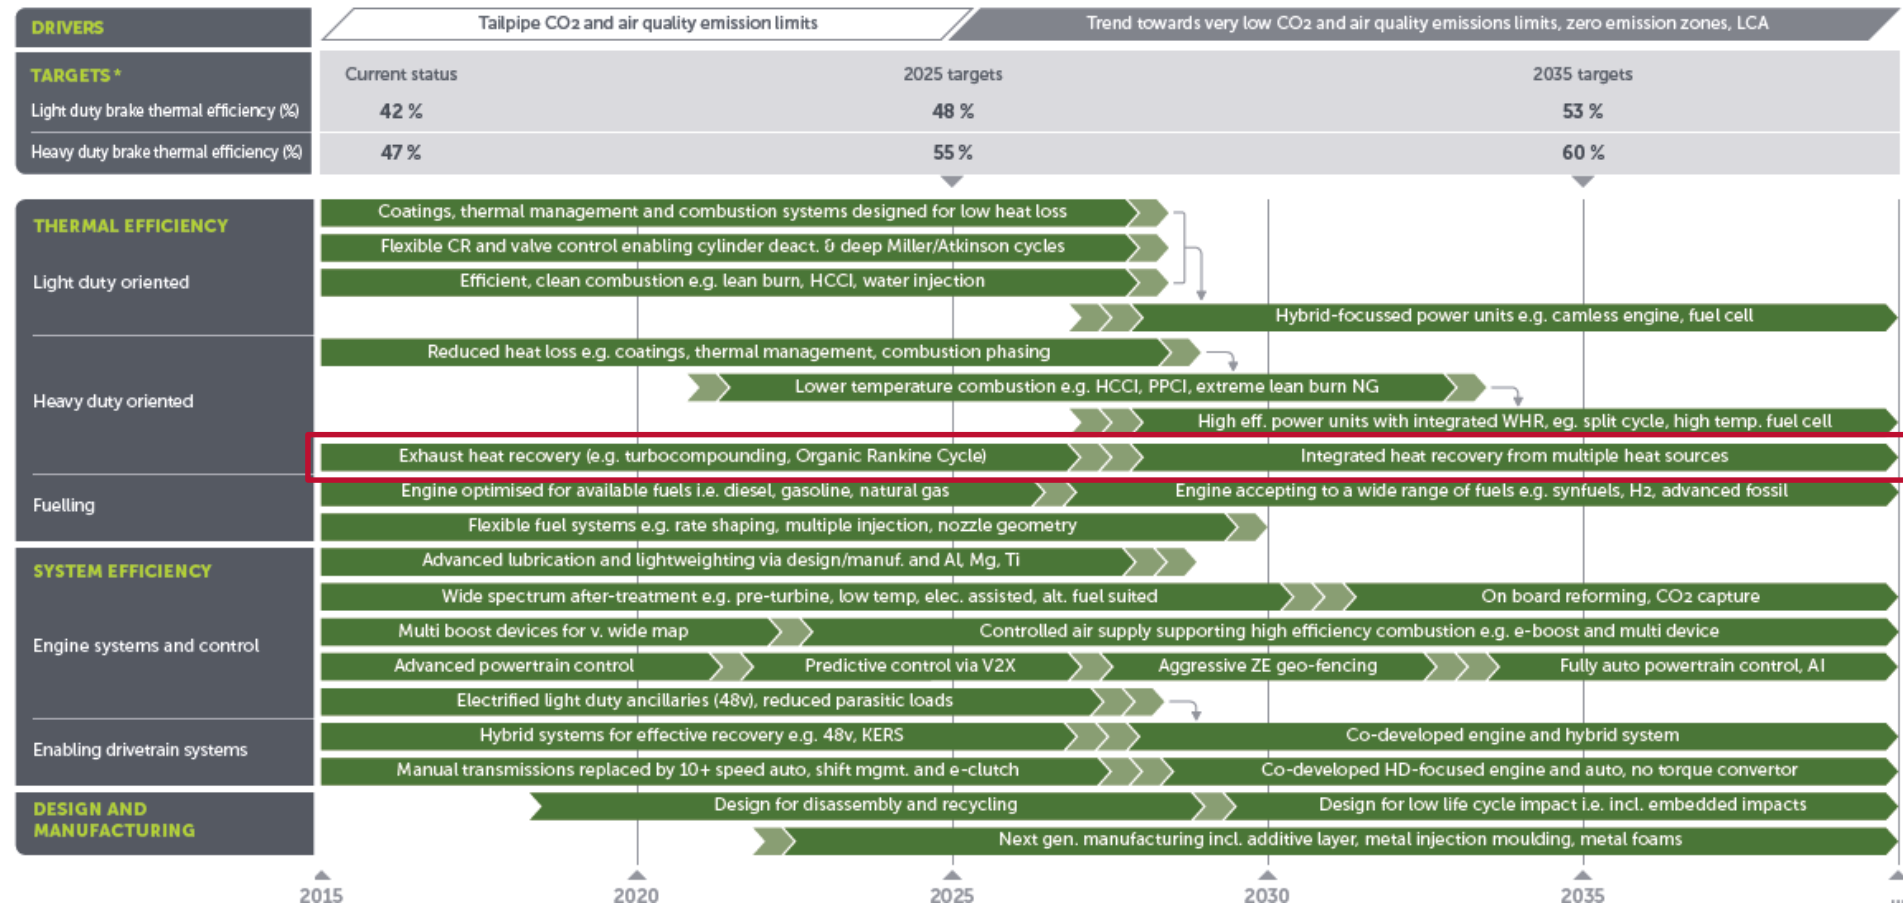 DRIVERS
Tailpipe CO2 and air quality emission limits
Trend towards very low CO2 and air quality emissions limits, zero emission zones, LCA
TARGETS *
Current status
2025 targets
2035 targets
Light duty brake thermal efficiency (%)
42 %
48 %
53 %
Heavy duty brake thermal efficiency (%)
47 %
55 %
60 %
THERMAL EFFICIENCY
Light duty oriented
Coatings, thermal management and combustion systems designed for low heat loss
Flexible CR and valve control enabling cylinder deact. & deep Miller/Atkinson cycles
Efficient, clean combustion e.g. lean burn, HCCI, water injection
Hybrid-focussed power units e.g. camless engine, fuel cell
Heavy duty oriented
Reduced heat loss e.g. coatings, thermal management, combustion phasing
Lower temperature combustion e.g. HCCI, PPCI, extreme lean burn NG
High eff. power units with integrated WHR, eg. split cycle, high temp. fuel cell
Exhaust heat recovery (e.g. turbocompounding, Organic Rankine Cycle)
Integrated heat recovery from multiple heat sources
Fuelling
Engine optimised for available fuels i.e. diesel, gasoline, natural gas
Engine accepting to a wide range of fuels e.g. synfuels, H2, advanced fossil
Flexible fuel systems e.g. rate shaping, multiple injection, nozzle geometry
SYSTEM EFFICIENCY
Engine systems and control
Advanced lubrication and lightweighting via design/manuf. and Al, Mg, Ti
Wide spectrum after-treatment e.g. pre-turbine, low temp, elec. assisted, alt. fuel suited
On board reforming, CO2 capture
Multi boost devices for v. wide map
Controlled air supply supporting high efficiency combustion e.g. e-boost and multi device
Advanced powertrain control
Predictive control via V2X
Aggressive ZE geo-fencing
Fully auto powertrain control, AI
Electrified light duty ancillaries (48v), reduced parasitic loads
Enabling drivetrain systems
Hybrid systems for effective recovery e.g. 48v, KERS
Co-developed engine and hybrid system
Manual transmissions replaced by 10+ speed auto, shift mgmt. and e-clutch
Co-developed HD-focused engine and auto, no torque convertor
DESIGN AND
MANUFACTURING
Design for disassembly and recycling
Design for low life cycle impact i.e. incl. embedded impacts
Next gen. manufacturing incl. additive layer, metal injection moulding, metal foams
2015
2020
2025
2030
2035